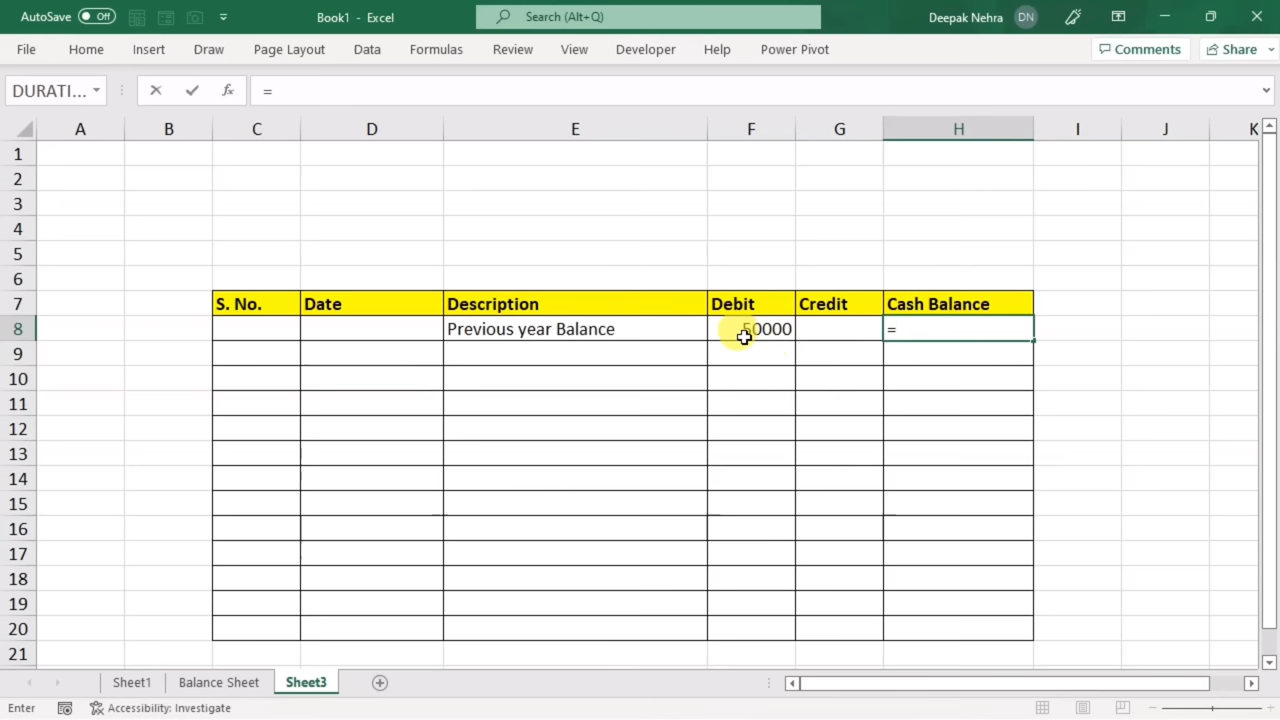 AutoSave Off Book1 - Excel Search (Alt+Q) Deepak Nehra DN
File Home Insert Draw Page Layout Data Formulas Review View Developer Help Power Pivot Comments Share
DURATI... fx =
A B C D E F G H I J K
1
2
3
4
5
6
7 S. No. Date Description Debit Credit Cash Balance
8 Previous year Balance 50000 =
9
10
11
12
13
14
15
16
17
18
19
20
21
Sheet1 Balance Sheet Sheet3
Enter Accessibility: Investigate